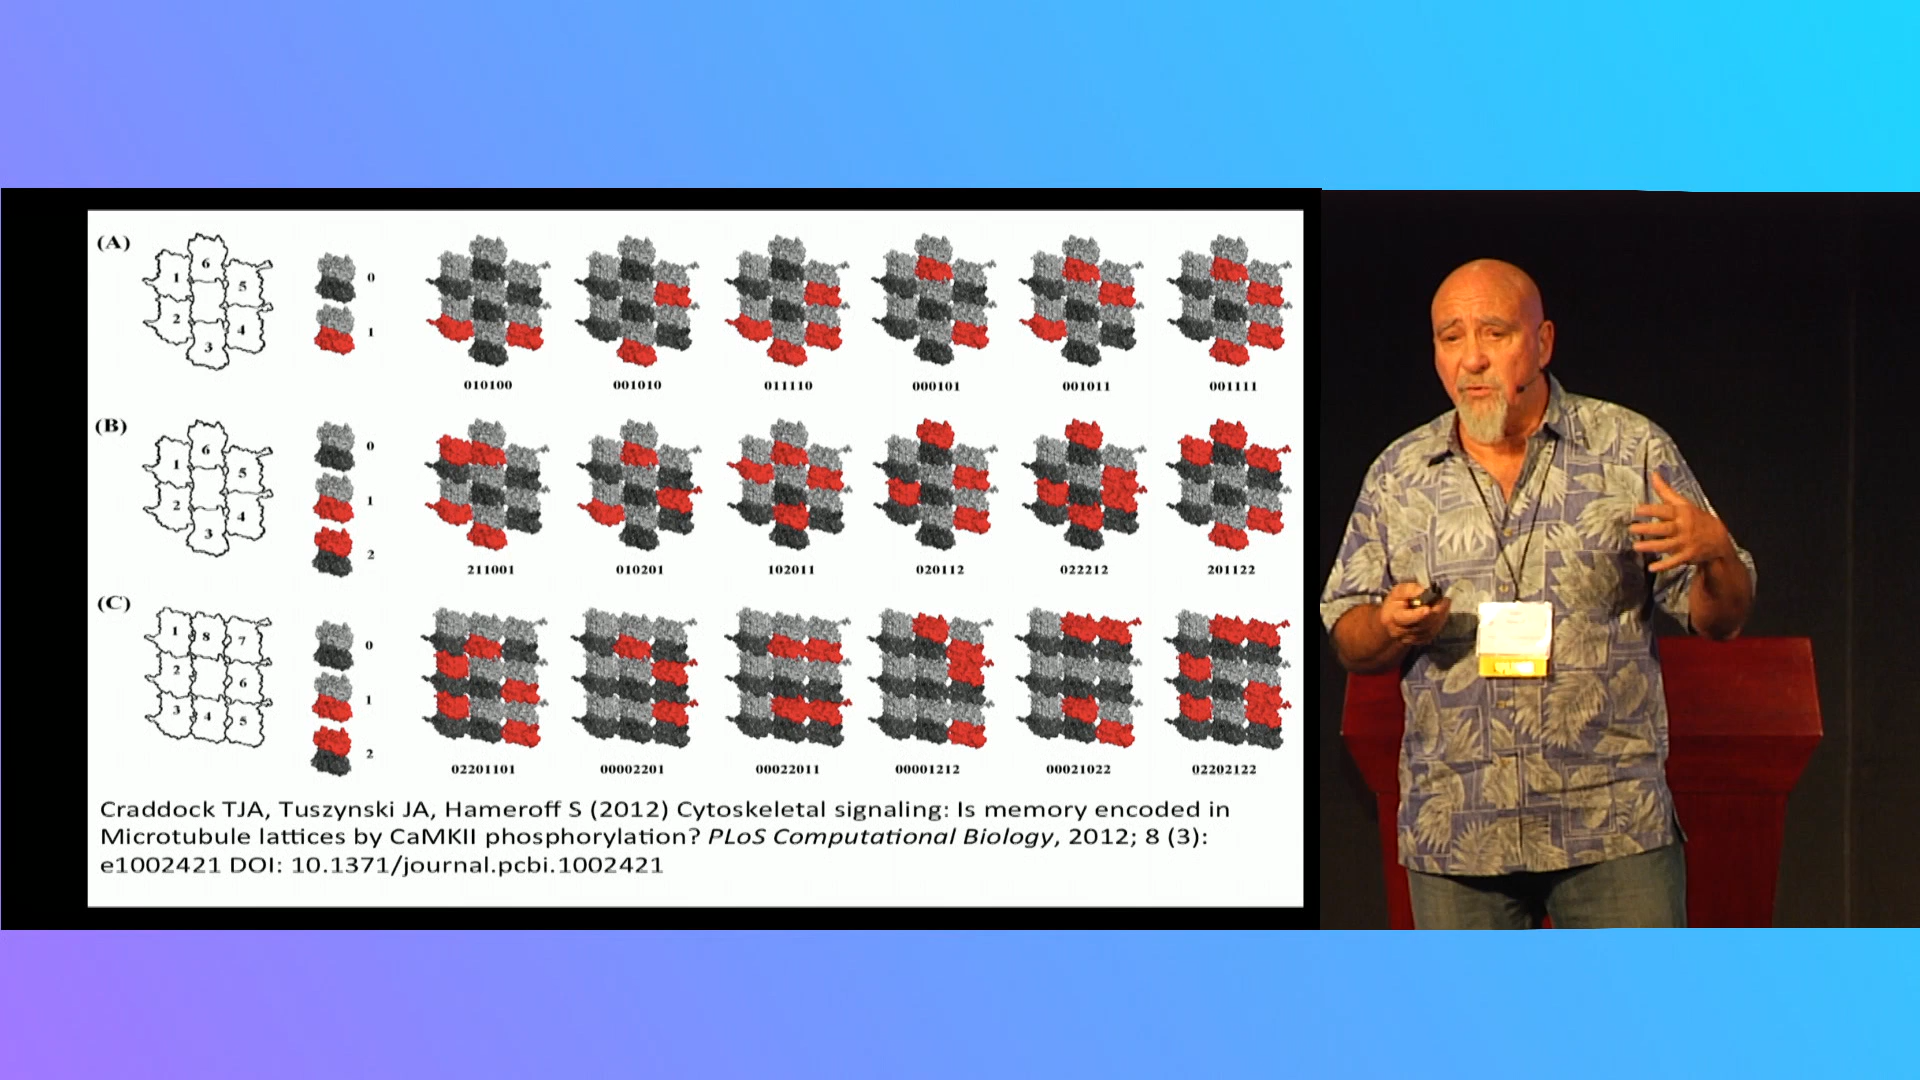 (A)
6
1
5
2
4
3
0
1
010100 001010 011110 000101 001011 001111
(B)
6
1
5
2
4
3
0
1
2
211001 010201 102011 020112 022212 201122
(C)
1 8 7
2
6
3 4 5
0
1
2
02201101 00002201 00022011 00001212 00021022 02202122
Craddock TJA, Tuszynski JA, Hameroff S (2012) Cytoskeletal signaling: Is memory encoded in
Microtubule lattices by CaMKII phosphorylation? PLoS Computational Biology, 2012; 8 (3):
e1002421 DOI: 10.1371/journal.pcbi.1002421